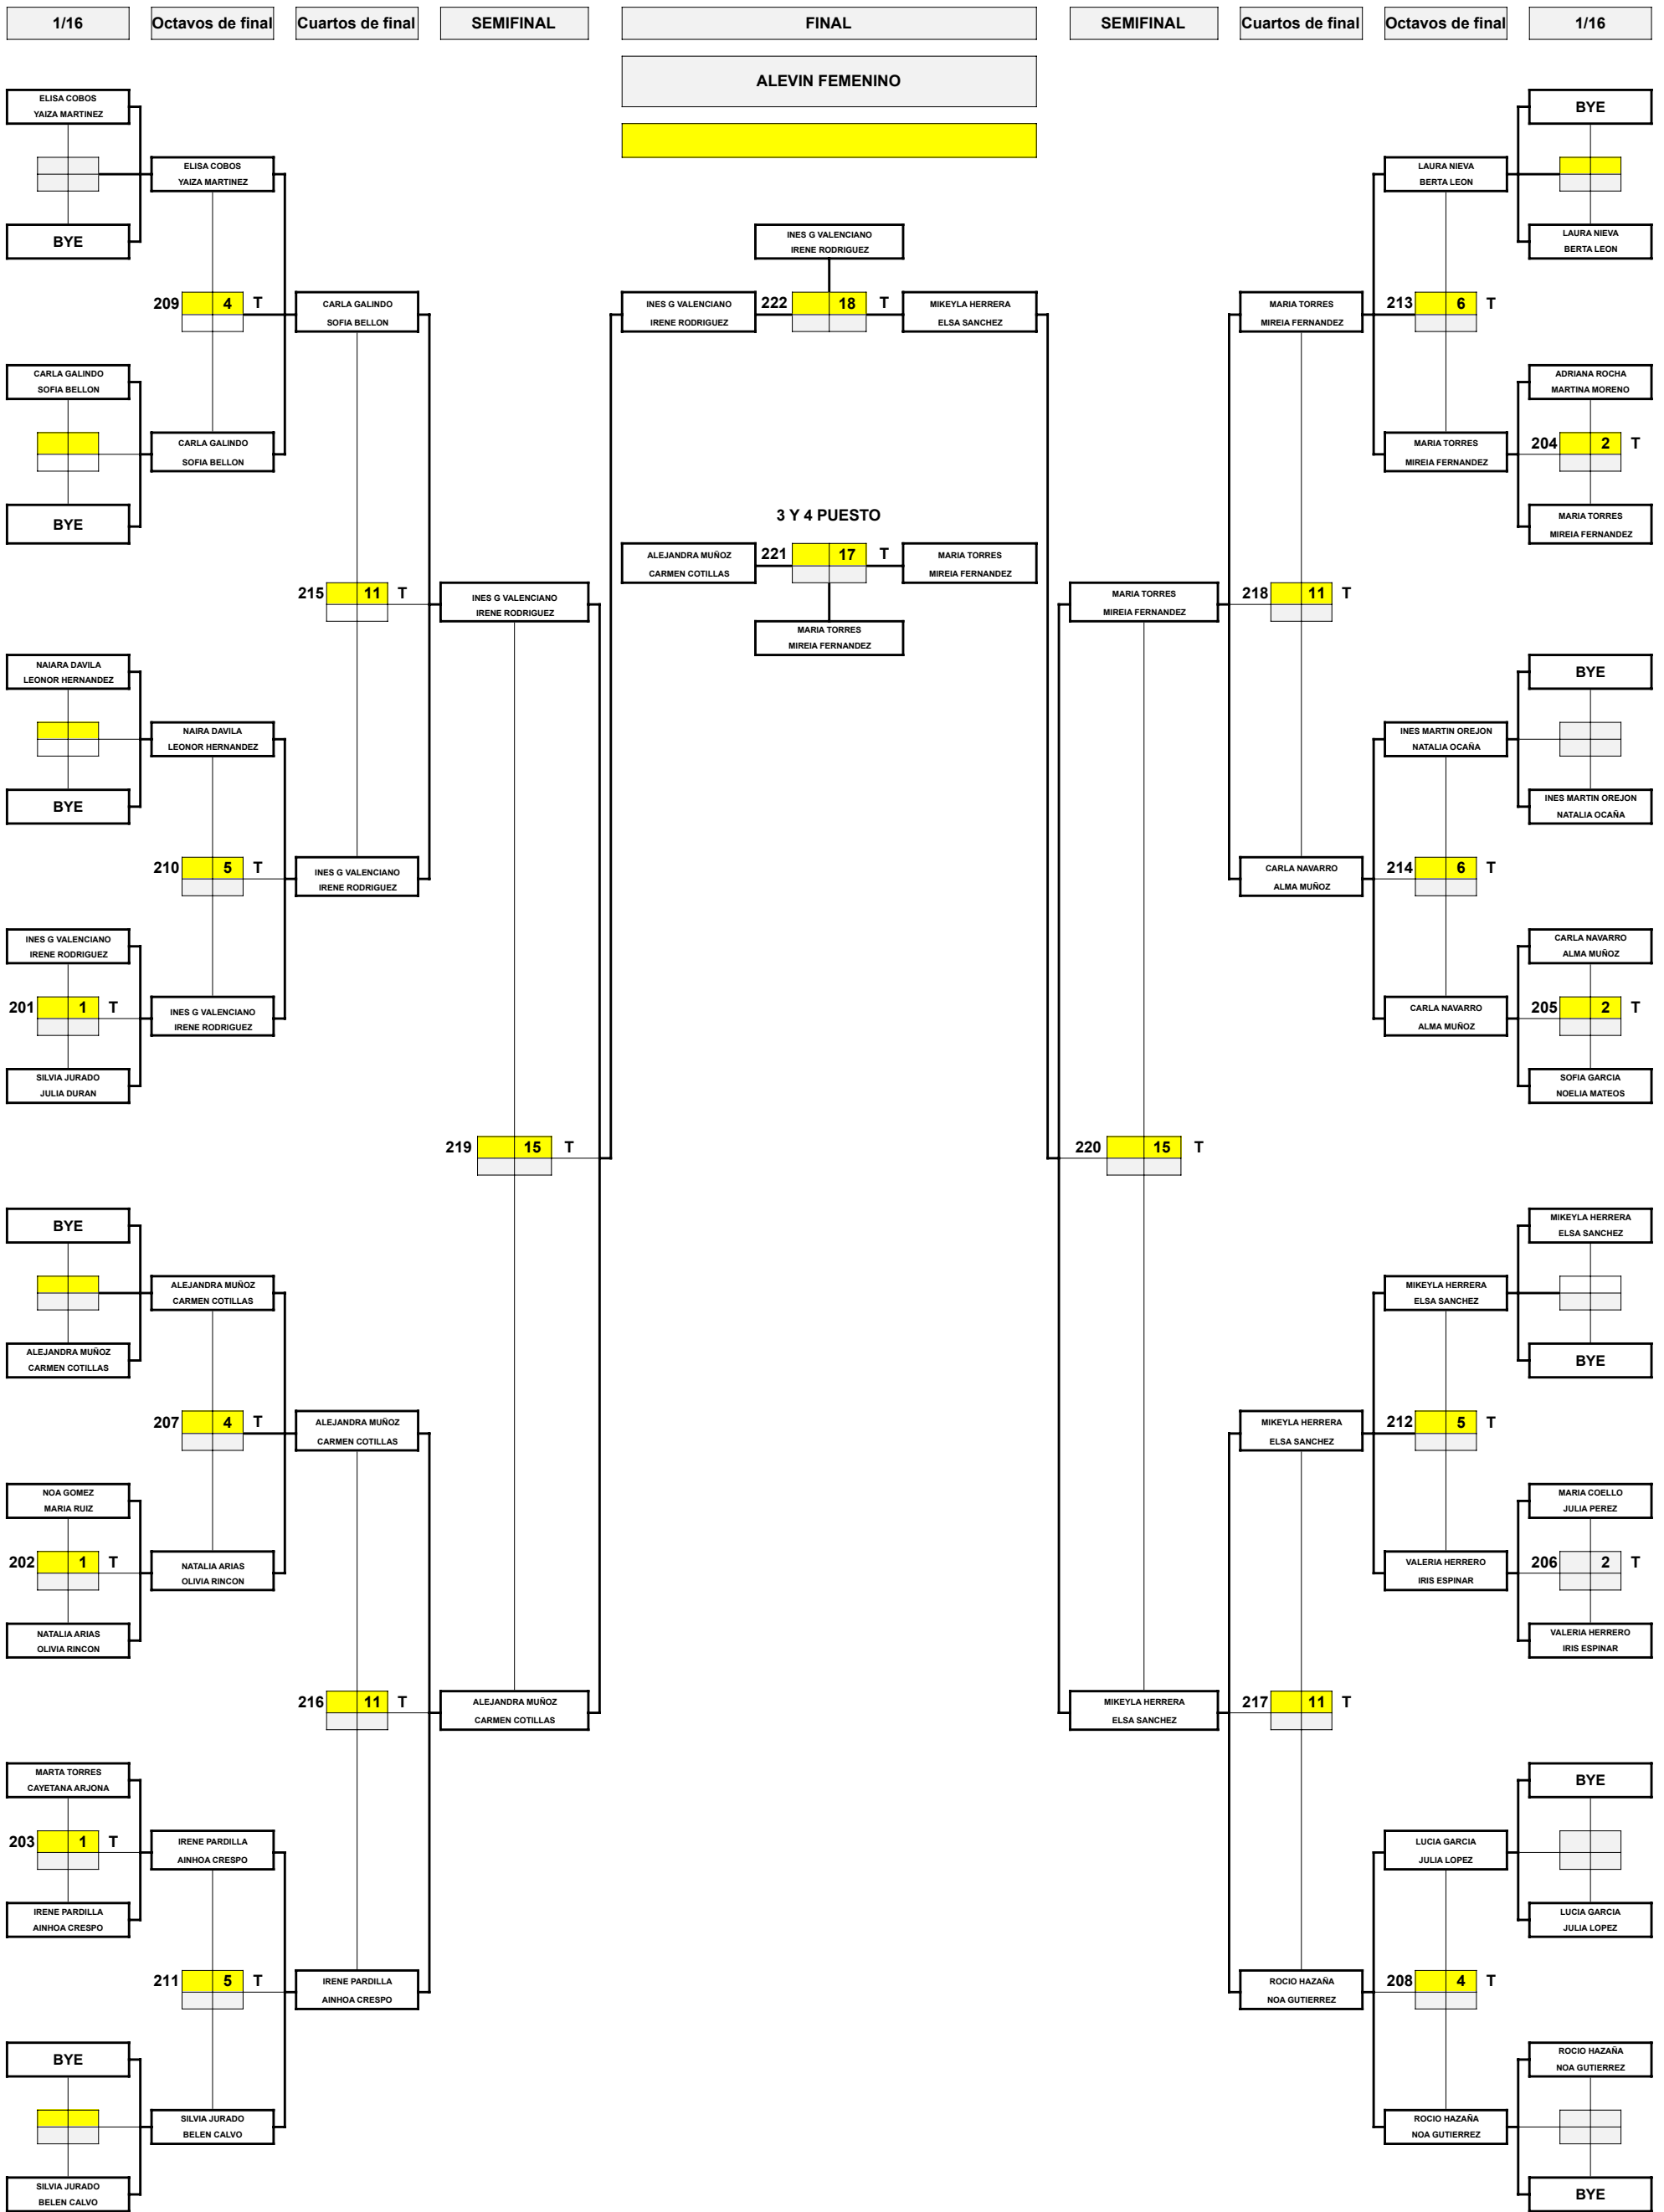 1/16
Octavos de final
Cuartos de final
SEMIFINAL
FINAL
SEMIFINAL
Cuartos de final
Octavos de final
1/16
ALEVIN FEMENINO
ELISA COBOS
YAIZA MARTINEZ
BYE
CARLA GALINDO
SOFIA BELLON
BYE
NAIARA DAVILA
LEONOR HERNANDEZ
BYE
INES G VALENCIANO
IRENE RODRIGUEZ
201 1 T
SILVIA JURADO
JULIA DURAN
BYE
ALEJANDRA MUÑOZ
CARMEN COTILLAS
NOA GOMEZ
MARIA RUIZ
202 1 T
NATALIA ARIAS
OLIVIA RINCON
MARTA TORRES
CAYETANA ARJONA
203 1 T
IRENE PARDILLA
AINHOA CRESPO
BYE
SILVIA JURADO
BELEN CALVO
ELISA COBOS
YAIZA MARTINEZ
209 4 T
CARLA GALINDO
SOFIA BELLON
NAIRA DAVILA
LEONOR HERNANDEZ
210 5 T
INES G VALENCIANO
IRENE RODRIGUEZ
ALEJANDRA MUÑOZ
CARMEN COTILLAS
207 4 T
NATALIA ARIAS
OLIVIA RINCON
IRENE PARDILLA
AINHOA CRESPO
211 5 T
SILVIA JURADO
BELEN CALVO
CARLA GALINDO
SOFIA BELLON
215 11 T
INES G VALENCIANO
IRENE RODRIGUEZ
ALEJANDRA MUÑOZ
CARMEN COTILLAS
216 11 T
IRENE PARDILLA
AINHOA CRESPO
INES G VALENCIANO
IRENE RODRIGUEZ
219 15 T
ALEJANDRA MUÑOZ
CARMEN COTILLAS
INES G VALENCIANO
IRENE RODRIGUEZ
INES G VALENCIANO
IRENE RODRIGUEZ
222 18 T
MIKEYLA HERRERA
ELSA SANCHEZ
3 Y 4 PUESTO
ALEJANDRA MUÑOZ
CARMEN COTILLAS
221 17 T
MARIA TORRES
MIREIA FERNANDEZ
MARIA TORRES
MIREIA FERNANDEZ
MARIA TORRES
MIREIA FERNANDEZ
220 15 T
MIKEYLA HERRERA
ELSA SANCHEZ
MARIA TORRES
MIREIA FERNANDEZ
218 11 T
CARLA NAVARRO
ALMA MUÑOZ
MIKEYLA HERRERA
ELSA SANCHEZ
217 11 T
ROCIO HAZAÑA
NOA GUTIERREZ
LAURA NIEVA
BERTA LEON
213 6 T
MARIA TORRES
MIREIA FERNANDEZ
INES MARTIN OREJON
NATALIA OCAÑA
214 6 T
CARLA NAVARRO
ALMA MUÑOZ
MIKEYLA HERRERA
ELSA SANCHEZ
212 5 T
VALERIA HERRERO
IRIS ESPINAR
LUCIA GARCIA
JULIA LOPEZ
208 4 T
ROCIO HAZAÑA
NOA GUTIERREZ
BYE
LAURA NIEVA
BERTA LEON
ADRIANA ROCHA
MARTINA MORENO
204 2 T
MARIA TORRES
MIREIA FERNANDEZ
BYE
INES MARTIN OREJON
NATALIA OCAÑA
CARLA NAVARRO
ALMA MUÑOZ
205 2 T
SOFIA GARCIA
NOELIA MATEOS
MIKEYLA HERRERA
ELSA SANCHEZ
BYE
MARIA COELLO
JULIA PEREZ
206 2 T
VALERIA HERRERO
IRIS ESPINAR
BYE
LUCIA GARCIA
JULIA LOPEZ
ROCIO HAZAÑA
NOA GUTIERREZ
BYE